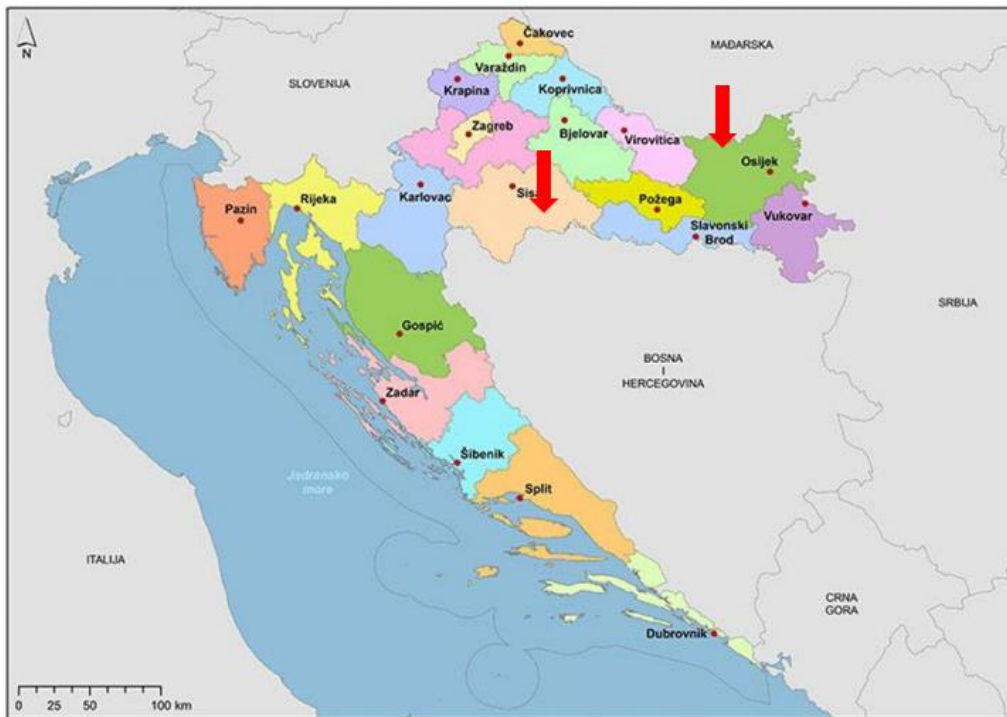 N
Čakovec
MAĐARSKA
Varaždin
SLOVENIJA
Krapina
Koprivnica
Zagreb
Bjelovar
Virovitica
Osijek
Sisa
Karlovac
Rijeka
Pazin
Požega
Vukovar
Slavonski
Brod
SRBIJA
Gospić
BOSNA
I
HERCEGOVINA
Zadar
Šibenik
Jadransko
more
Split
ITALIJA
CRNA
GORA
Dubrovnik
0 25 50 100 km